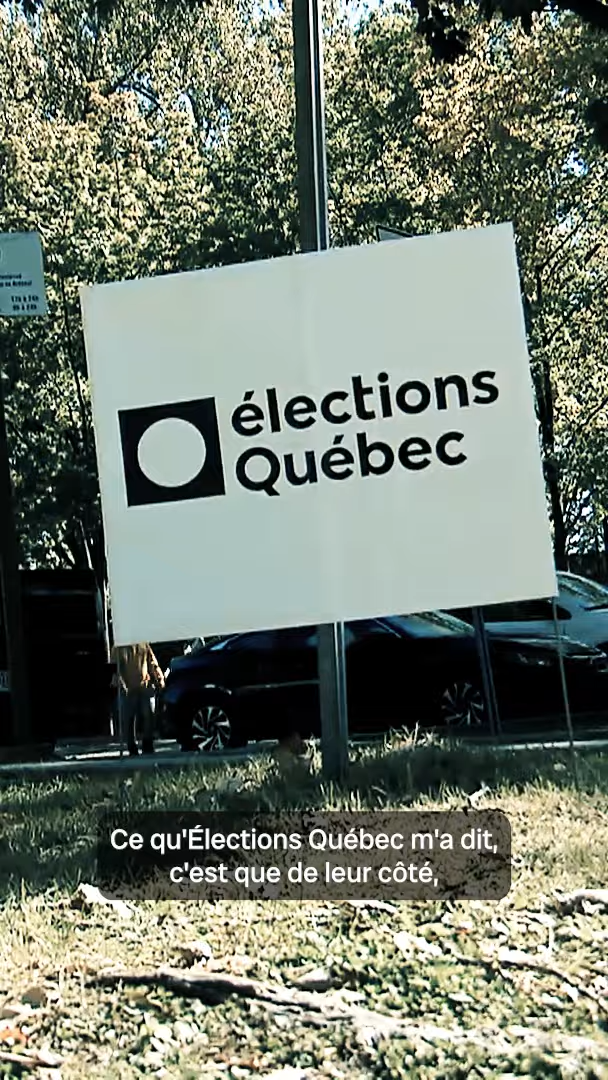 élections
Québec
Ce qu'Élections Québec m'a dit,
c'est que de leur côté,